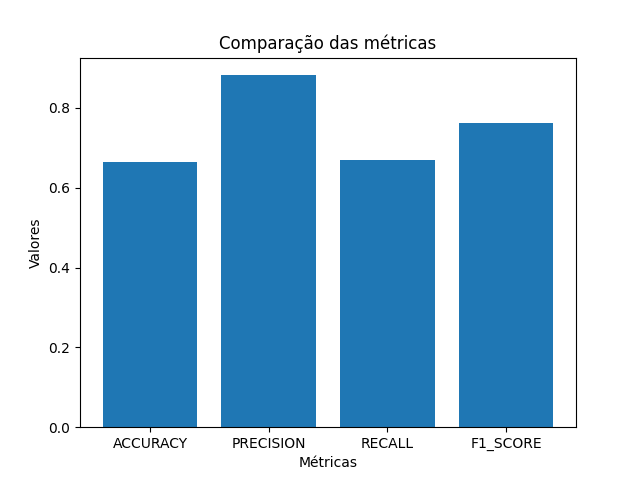 Comparação das métricas
Valores
0.8
0.6
0.4
0.2
0.0
ACCURACY
PRECISION
RECALL
F1_SCORE
Métricas